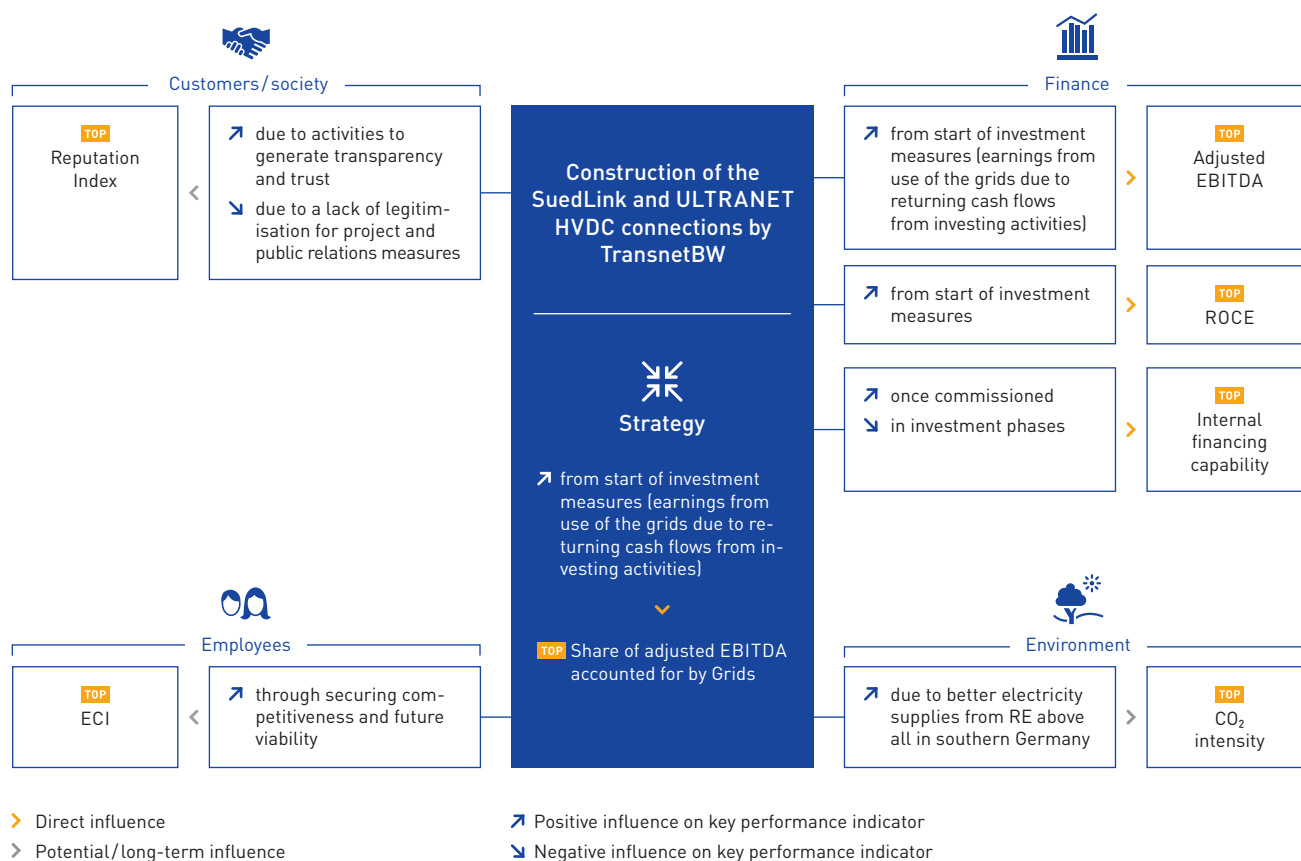 Customers/society
TOP
Reputation
Index
due to activities to
generate transparency
and trust
due to a lack of legitim-
isation for project and
public relations measures
Construction of the
SuedLink and ULTRANET
HVDC connections by
TransnetBW
Strategy
from start of investment
measures (earnings from
use of the grids due to re-
turning cash flows from in-
vesting activities)
TOP Share of adjusted EBITDA
accounted for by Grids
Finance
from start of investment
measures (earnings from
use of the grids due to
returning cash flows
from investing activities)
TOP
Adjusted
EBITDA
from start of investment
measures
TOP
ROCE
once commissioned
in investment phases
TOP
Internal
financing
capability
Employees
TOP
ECI
through securing com-
petitiveness and future
viability
Environment
due to better electricity
supplies from RE above
all in southern Germany
TOP
CO₂
intensity
Direct influence
Potential/long-term influence
Positive influence on key performance indicator
Negative influence on key performance indicator